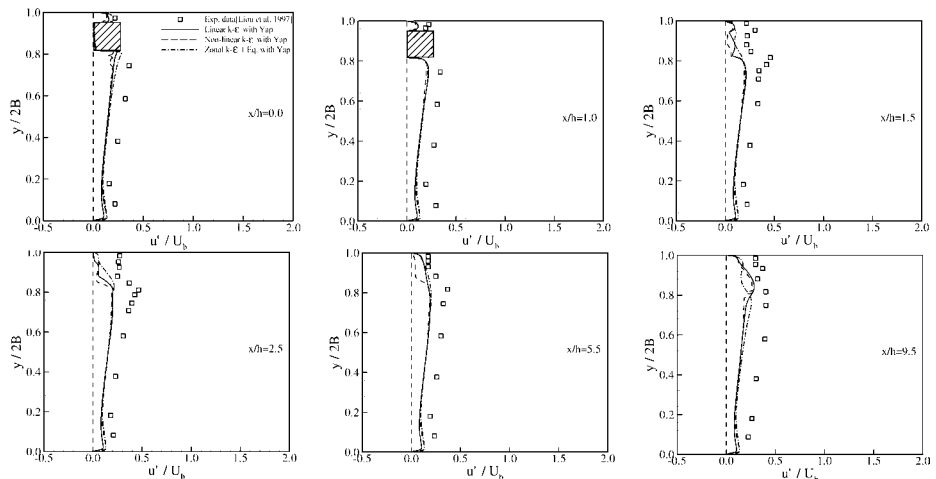 1.0
0.8
0.6
0.4
0.2
0.0
y / 2B
Exp. data[Liou et al. 1997]
Linear k-ε with Yap
Non-linear k-ε with Yap
Zonal k-ε + Eq. with Yap
x/h=0.0
-0.5 0.0 0.5 1.0 1.5 2.0
u' / U_b
1.0
0.8
0.6
0.4
0.2
0.0
y / 2B
x/h=1.0
-0.5 0.0 0.5 1.0 1.5 2.0
u' / U_b
1.0
0.8
0.6
0.4
0.2
0.0
y / 2B
x/h=1.5
-0.5 0.0 0.5 1.0 1.5 2.0
u' / U_b
1.0
0.8
0.6
0.4
0.2
0.0
y / 2B
x/h=2.5
-0.5 0.0 0.5 1.0 1.5 2.0
u' / U_b
1.0
0.8
0.6
0.4
0.2
0.0
y / 2B
x/h=5.5
-0.5 0.0 0.5 1.0 1.5 2.0
u' / U_b
1.0
0.8
0.6
0.4
0.2
0.0
y / 2B
x/h=9.5
-0.5 0.0 0.5 1.0 1.5 2.0
u' / U_b